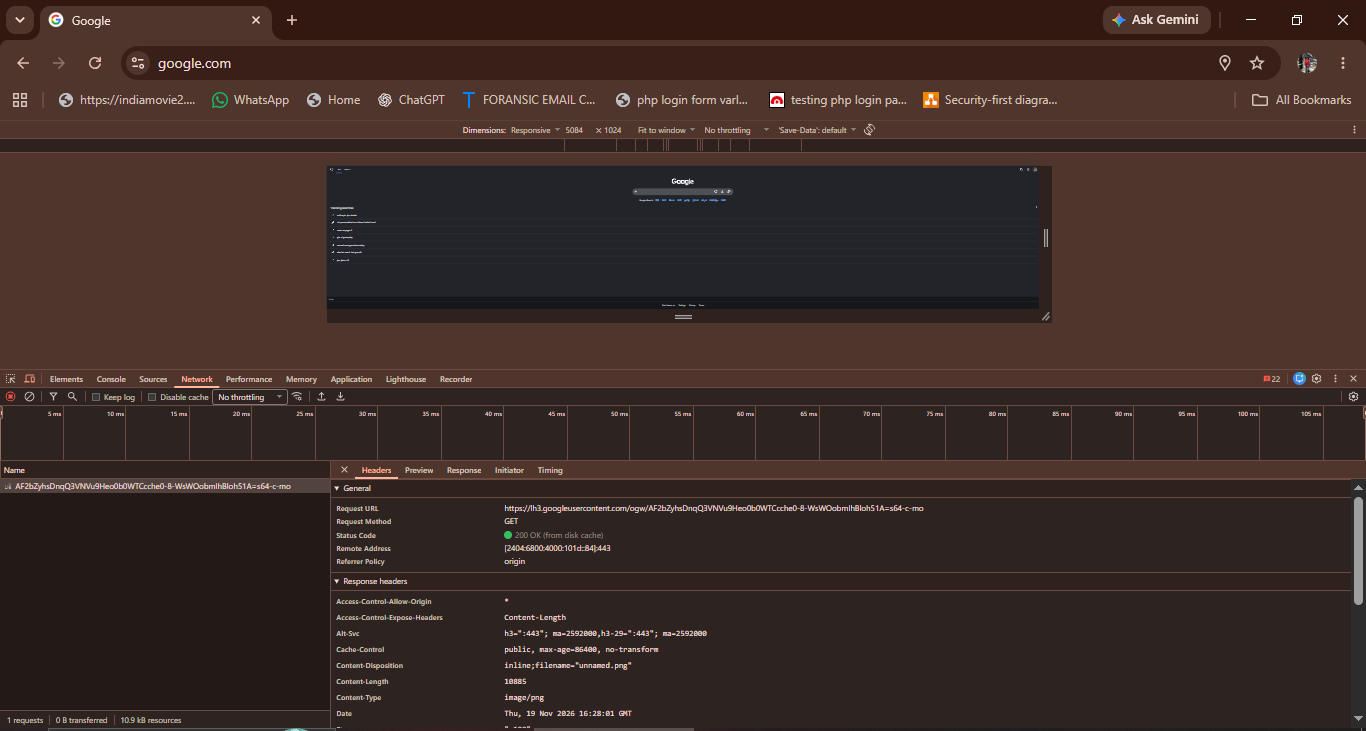 Google
Ask Gemini
google.com
https://indiamovie2....
WhatsApp
Home
ChatGPT
FORANSIC EMAIL C...
php login form varl...
testing php login pa...
Security-first diagra...
All Bookmarks
Dimensions: Responsive 5084 × 1024 Fit to window No throttling 'Save-Data': default
Google
Elements Console Sources Network Performance Memory Application Lighthouse Recorder 22
Keep log Disable cache No throttling
5 ms 10 ms 15 ms 20 ms 25 ms 30 ms 35 ms 40 ms 45 ms 50 ms 55 ms 60 ms 65 ms 70 ms 75 ms 80 ms 85 ms 90 ms 95 ms 100 ms 105 ms
Name
Headers Preview Response Initiator Timing
General
Request URL https://lh3.googleusercontent.com/ogw/
Request Method GET
Status Code 200 OK (from disk cache)
Remote Address [2404:6800:4000:101d::84]:443
Referrer Policy origin
Response headers
Access-Control-Allow-Origin *
Access-Control-Expose-Headers Content-Length
Alt-Svc h3=":443"; ma=2592000,h3-29=":443"; ma=2592000
Cache-Control public, max-age=86400, no-transform
Content-Disposition inline;filename="unnamed.png"
Content-Length 10885
Content-Type image/png
Date Thu, 19 Nov 2026 16:28:01 GMT
1 requests 0 B transferred 10.9 kB resources